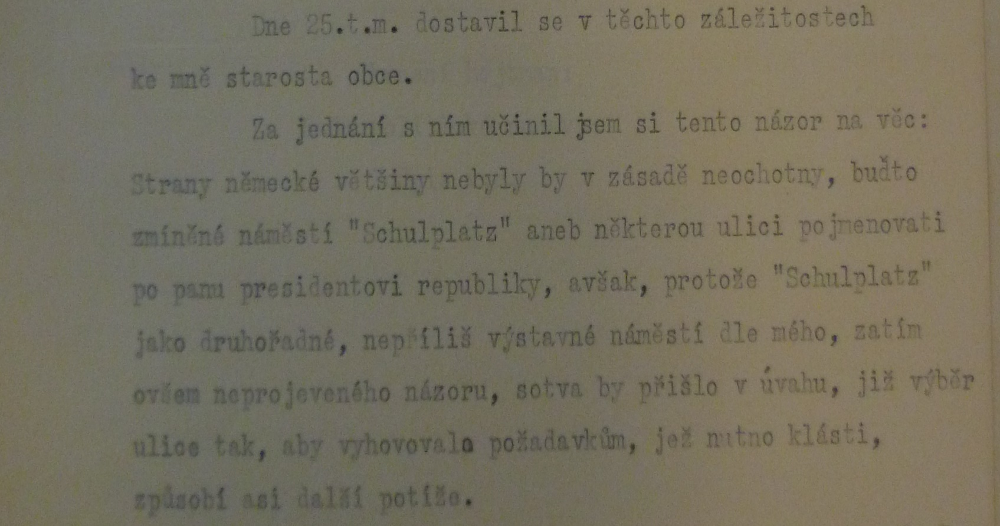 Dne 25.t.m. dostavil se v těchto záležitostech
ke mně starosta obce.
Za jednání s ním učinil jsem si tento názor na věc:
Strany německé většiny nebyly by v zásadě neochotny, buďto
zmíněné náměstí "Schulplatz" aneb některou ulici pojmenovati
po panu presidentovi republiky, avšak, protože "Schulplatz"
jako druhořadné, nepříliš výstavné náměstí dle mého, zatím
ovšem neprojeveného názoru, sotva by přišlo v úvahu, již výběr
ulice tak, aby vyhovovala požadavkům, jež nutno klásti,
způsobí asi další potíže.